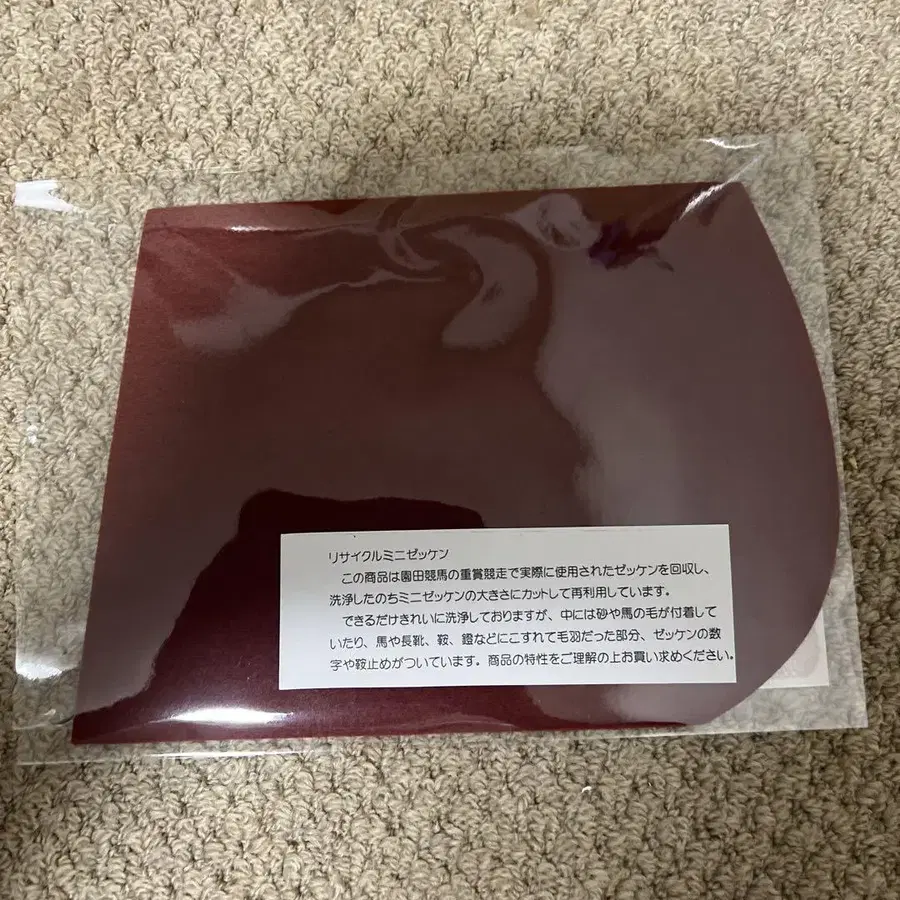 リサイクルミニゼッケン
この商品は園田競馬の重賞競走で実際に使用されたゼッケンを回収し、
洗浄したのちミニゼッケンの大きさにカットして再利用しています。
できるだけきれいに洗浄しておりますが、中には砂や馬の毛が付着して
いたり、馬や長靴、鞍、鐙などにこすれて毛羽だった部分、ゼッケンの数
字や鞍止めがついています。商品の特性をご理解の上お買い求めください。